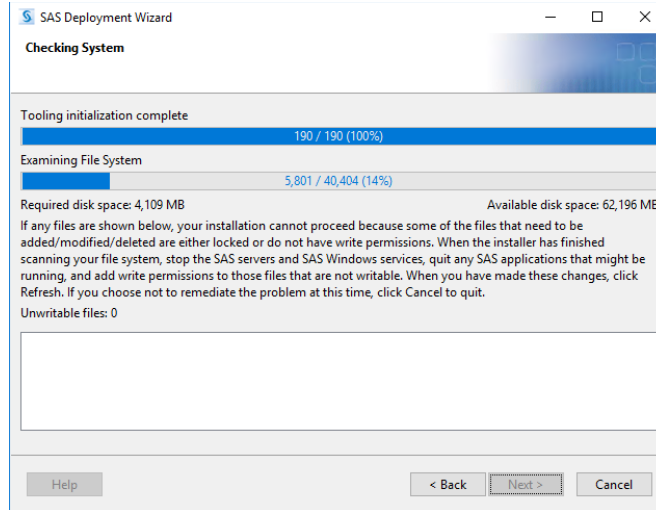 SAS Deployment Wizard
Checking System
Tooling initialization complete
190 / 190 (100%)
Examining File System
5,801 / 40,404 (14%)
Required disk space: 4,109 MB Available disk space: 62,196 MB
If any files are shown below, your installation cannot proceed because some of the files that need to be
added/modified/deleted are either locked or do not have write permissions. When the installer has finished
scanning your file system, stop the SAS servers and SAS Windows services, quit any SAS applications that might be
running, and add write permissions to those files that are not writable. When you have made these changes, click
Refresh. If you choose not to remediate the problem at this time, click Cancel to quit.
Unwritable files: 0
Help < Back Next > Cancel